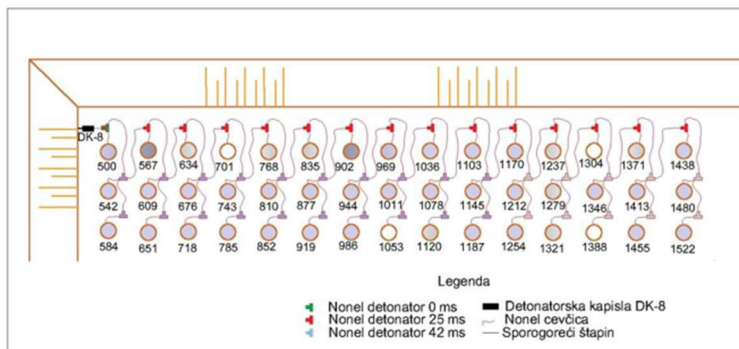 DK-8
500 567 634 701 768 835 902 969 1036 1103 1170 1237 1304 1371 1438
542 609 676 743 810 877 944 1011 1078 1145 1212 1279 1346 1413 1480
584 651 718 785 852 919 986 1053 1120 1187 1254 1321 1388 1455 1522
Legenda
Nonel detonator 0 ms
Nonel detonator 25 ms
Nonel detonator 42 ms
Detonatorska kapisla DK-8
Nonel cevčica
Sporogoreći štapin